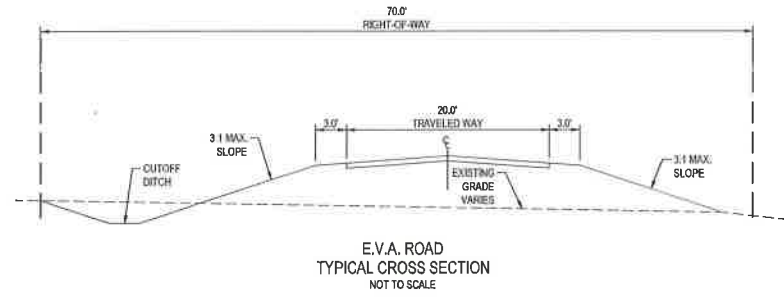 70.0'
RIGHT-OF-WAY
20.0'
3.0'
TRAVELED WAY
3.0'
3:1 MAX.
SLOPE
℄
CUTOFF
DITCH
EXISTING
GRADE
VARIES
3:1 MAX.
SLOPE
E.V.A. ROAD
TYPICAL CROSS SECTION
NOT TO SCALE